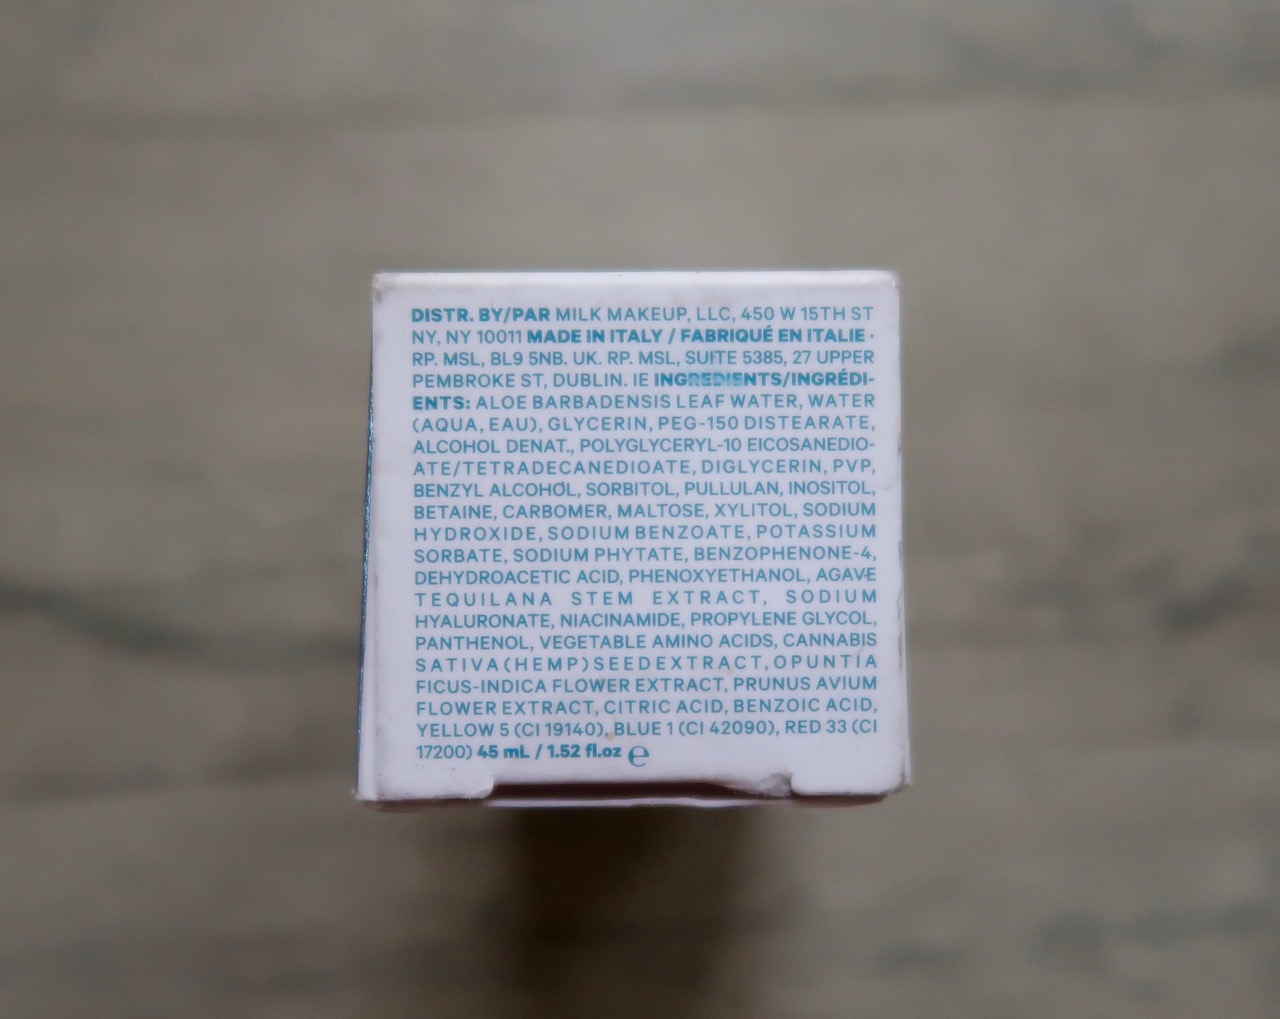 DISTR. BY/PAR MILK MAKEUP, LLC, 450 W 15TH ST
NY, NY 10011 MADE IN ITALY / FABRIQUÉ EN ITALIE ·
RP. MSL, BL9 5NB. UK. RP. MSL, SUITE 5385, 27 UPPER
PEMBROKE ST, DUBLIN. IE INGREDIENTS/INGRÉDI-
ENTS: ALOE BARBADENSIS LEAF WATER, WATER
(AQUA, EAU), GLYCERIN, PEG-150 DISTEARATE,
ALCOHOL DENAT., POLYGLYCERYL-10 EICOSANEDIO-
ATE/TETRADECANEDIOATE, DIGLYCERIN, PVP,
BENZYL ALCOHOL, SORBITOL, PULLULAN, INOSITOL,
BETAINE, CARBOMER, MALTOSE, XYLITOL, SODIUM
HYDROXIDE, SODIUM BENZOATE, POTASSIUM
SORBATE, SODIUM PHYTATE, BENZOPHENONE-4,
DEHYDROACETIC ACID, PHENOXYETHANOL, AGAVE
TEQUILANA STEM EXTRACT, SODIUM
HYALURONATE, NIACINAMIDE, PROPYLENE GLYCOL,
PANTHENOL, VEGETABLE AMINO ACIDS, CANNABIS
SATIVA (HEMP) SEED EXTRACT, OPUNTIA
FICUS-INDICA FLOWER EXTRACT, PRUNUS AVIUM
FLOWER EXTRACT, CITRIC ACID, BENZOIC ACID,
YELLOW 5 (CI 19140), BLUE 1 (CI 42090), RED 33 (CI
17200) 45 mL / 1.52 fl.oz ℮